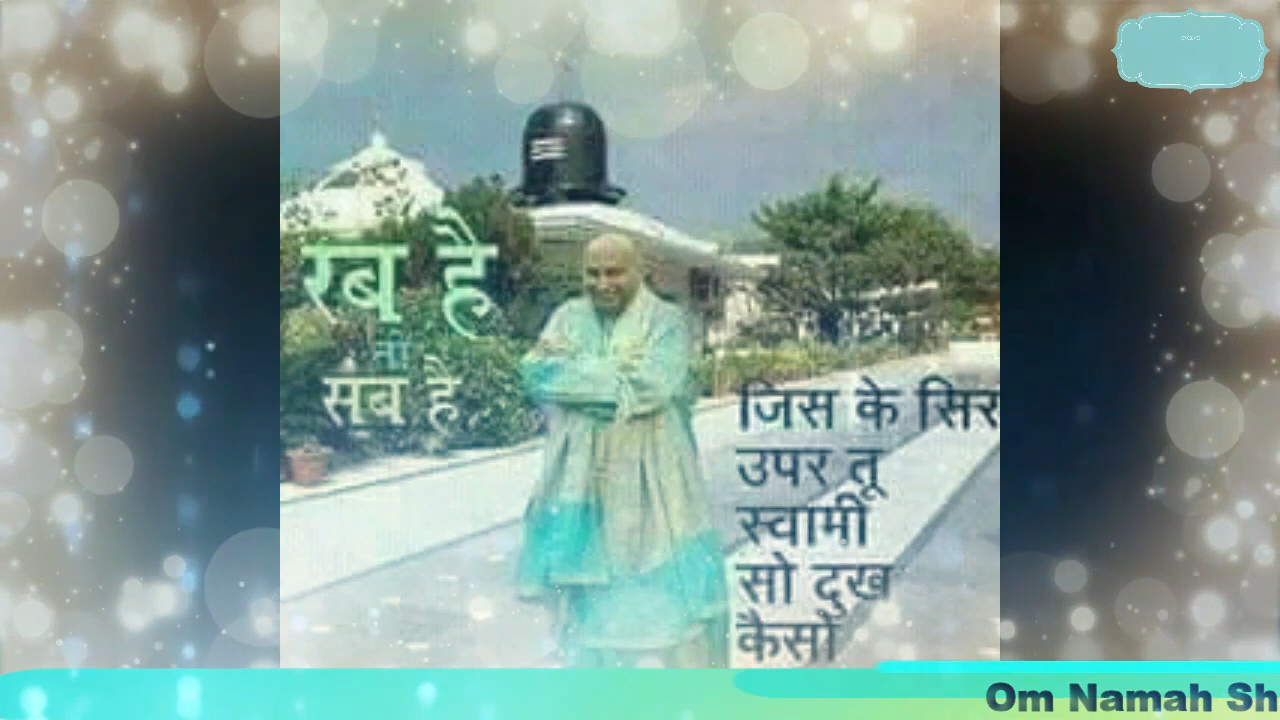 रब है
तो
सब है
जिस के सिर
उपर तू
स्वामी
सो दुख
कैसो
Om Namah Sh